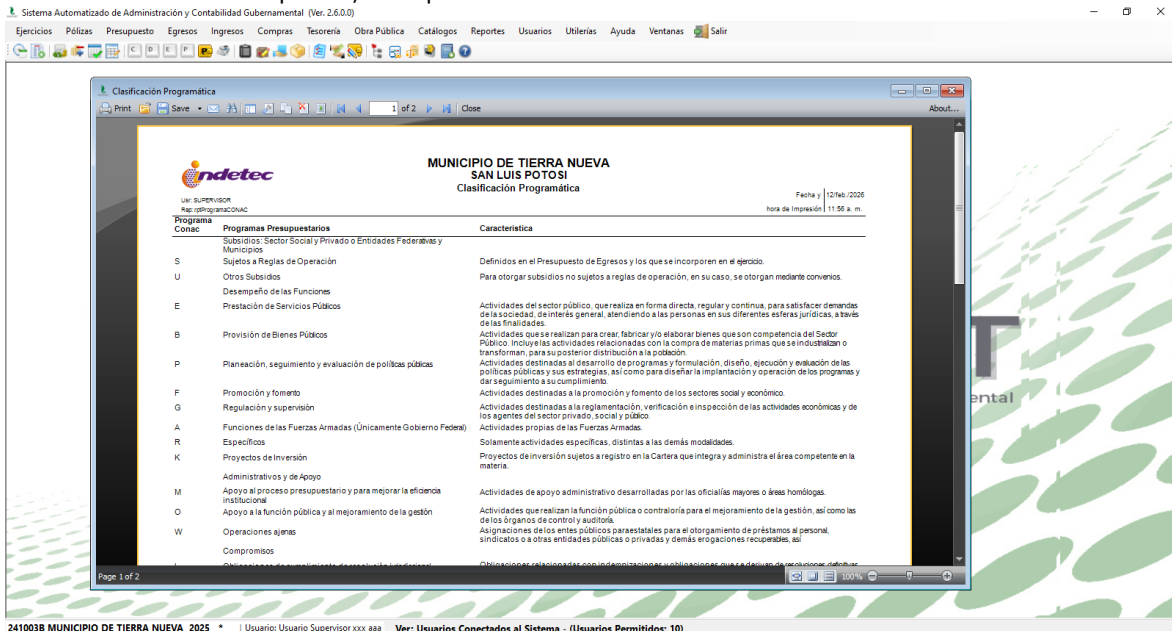 Sistema Automatizado de Administración y Contabilidad Gubernamental (Ver. 2.6.0.0)
Ejercicios Pólizas Presupuesto Egresos Ingresos Compras Tesorería Obra Pública Catálogos Reportes Usuarios Utilerías Ayuda Ventanas Salir
C D E P
Clasificación Programática
Print Save 1 of 2 Close About...
indetec
MUNICIPIO DE TIERRA NUEVA
SAN LUIS POTOSI
Clasificación Programática
Usr: SUPERVISOR
Rep: rptProgramaCONAC
Fecha y 12/feb./2026
hora de Impresión 11:56 a. m.
Programa
Conac Programas Presupuestarios Característica
Subsidios: Sector Social y Privado o Entidades Federativas y
Municipios
S Sujetos a Reglas de Operación Definidos en el Presupuesto de Egresos y los que se incorporen en el ejercicio.
U Otros Subsidios Para otorgar subsidios no sujetos a reglas de operación, en su caso, se otorgan mediante convenios.
Desempeño de las Funciones
E Prestación de Servicios Públicos Actividades del sector público, que realiza en forma directa, regular y continua, para satisfacer demandas
de la sociedad, de interés general, atendiendo a las personas en sus diferentes esferas jurídicas, a través
de las finalidades.
B Provisión de Bienes Públicos Actividades que se realizan para crear, fabricar y/o elaborar bienes que son competencia del Sector
Público. Incluye las actividades relacionadas con la compra de materias primas que se industrializan o
transforman, para su posterior distribución a la población.
P Planeación, seguimiento y evaluación de políticas públicas Actividades destinadas al desarrollo de programas y formulación, diseño, ejecución y evaluación de las
políticas públicas y sus estrategias, así como para diseñar la implantación y operación de los programas y
dar seguimiento a su cumplimiento.
F Promoción y fomento Actividades destinadas a la promoción y fomento de los sectores social y económico.
G Regulación y supervisión Actividades destinadas a la reglamentación, verificación e inspección de las actividades económicas y de
los agentes del sector privado, social y público.
A Funciones de las Fuerzas Armadas (Únicamente Gobierno Federal) Actividades propias de las Fuerzas Armadas.
R Específicos Solamente actividades específicas, distintas a las demás modalidades.
K Proyectos de Inversión Proyectos de inversión sujetos a registro en la Cartera que integra y administra el área competente en la
materia.
Administrativos y de Apoyo
M Apoyo al proceso presupuestario y para mejorar la eficiencia
institucional Actividades de apoyo administrativo desarrolladas por las oficialías mayores o áreas homólogas.
O Apoyo a la función pública y al mejoramiento de la gestión Actividades que realizan la función pública o contraloría para el mejoramiento de la gestión, así como las
de los órganos de control y auditoría.
W Operaciones ajenas Asignaciones de los entes públicos paraestatales para el otorgamiento de préstamos al personal,
sindicatos o a otras entidades públicas o privadas y demás erogaciones recuperables, así
Compromisos
Page 1 of 2 100%
T
ental
241003B MUNICIPIO DE TIERRA NUEVA 2025 * Usuario: Usuario Supervisor xxx aaa Ver: Usuarios Conectados al Sistema - (Usuarios Permitidos: 10)